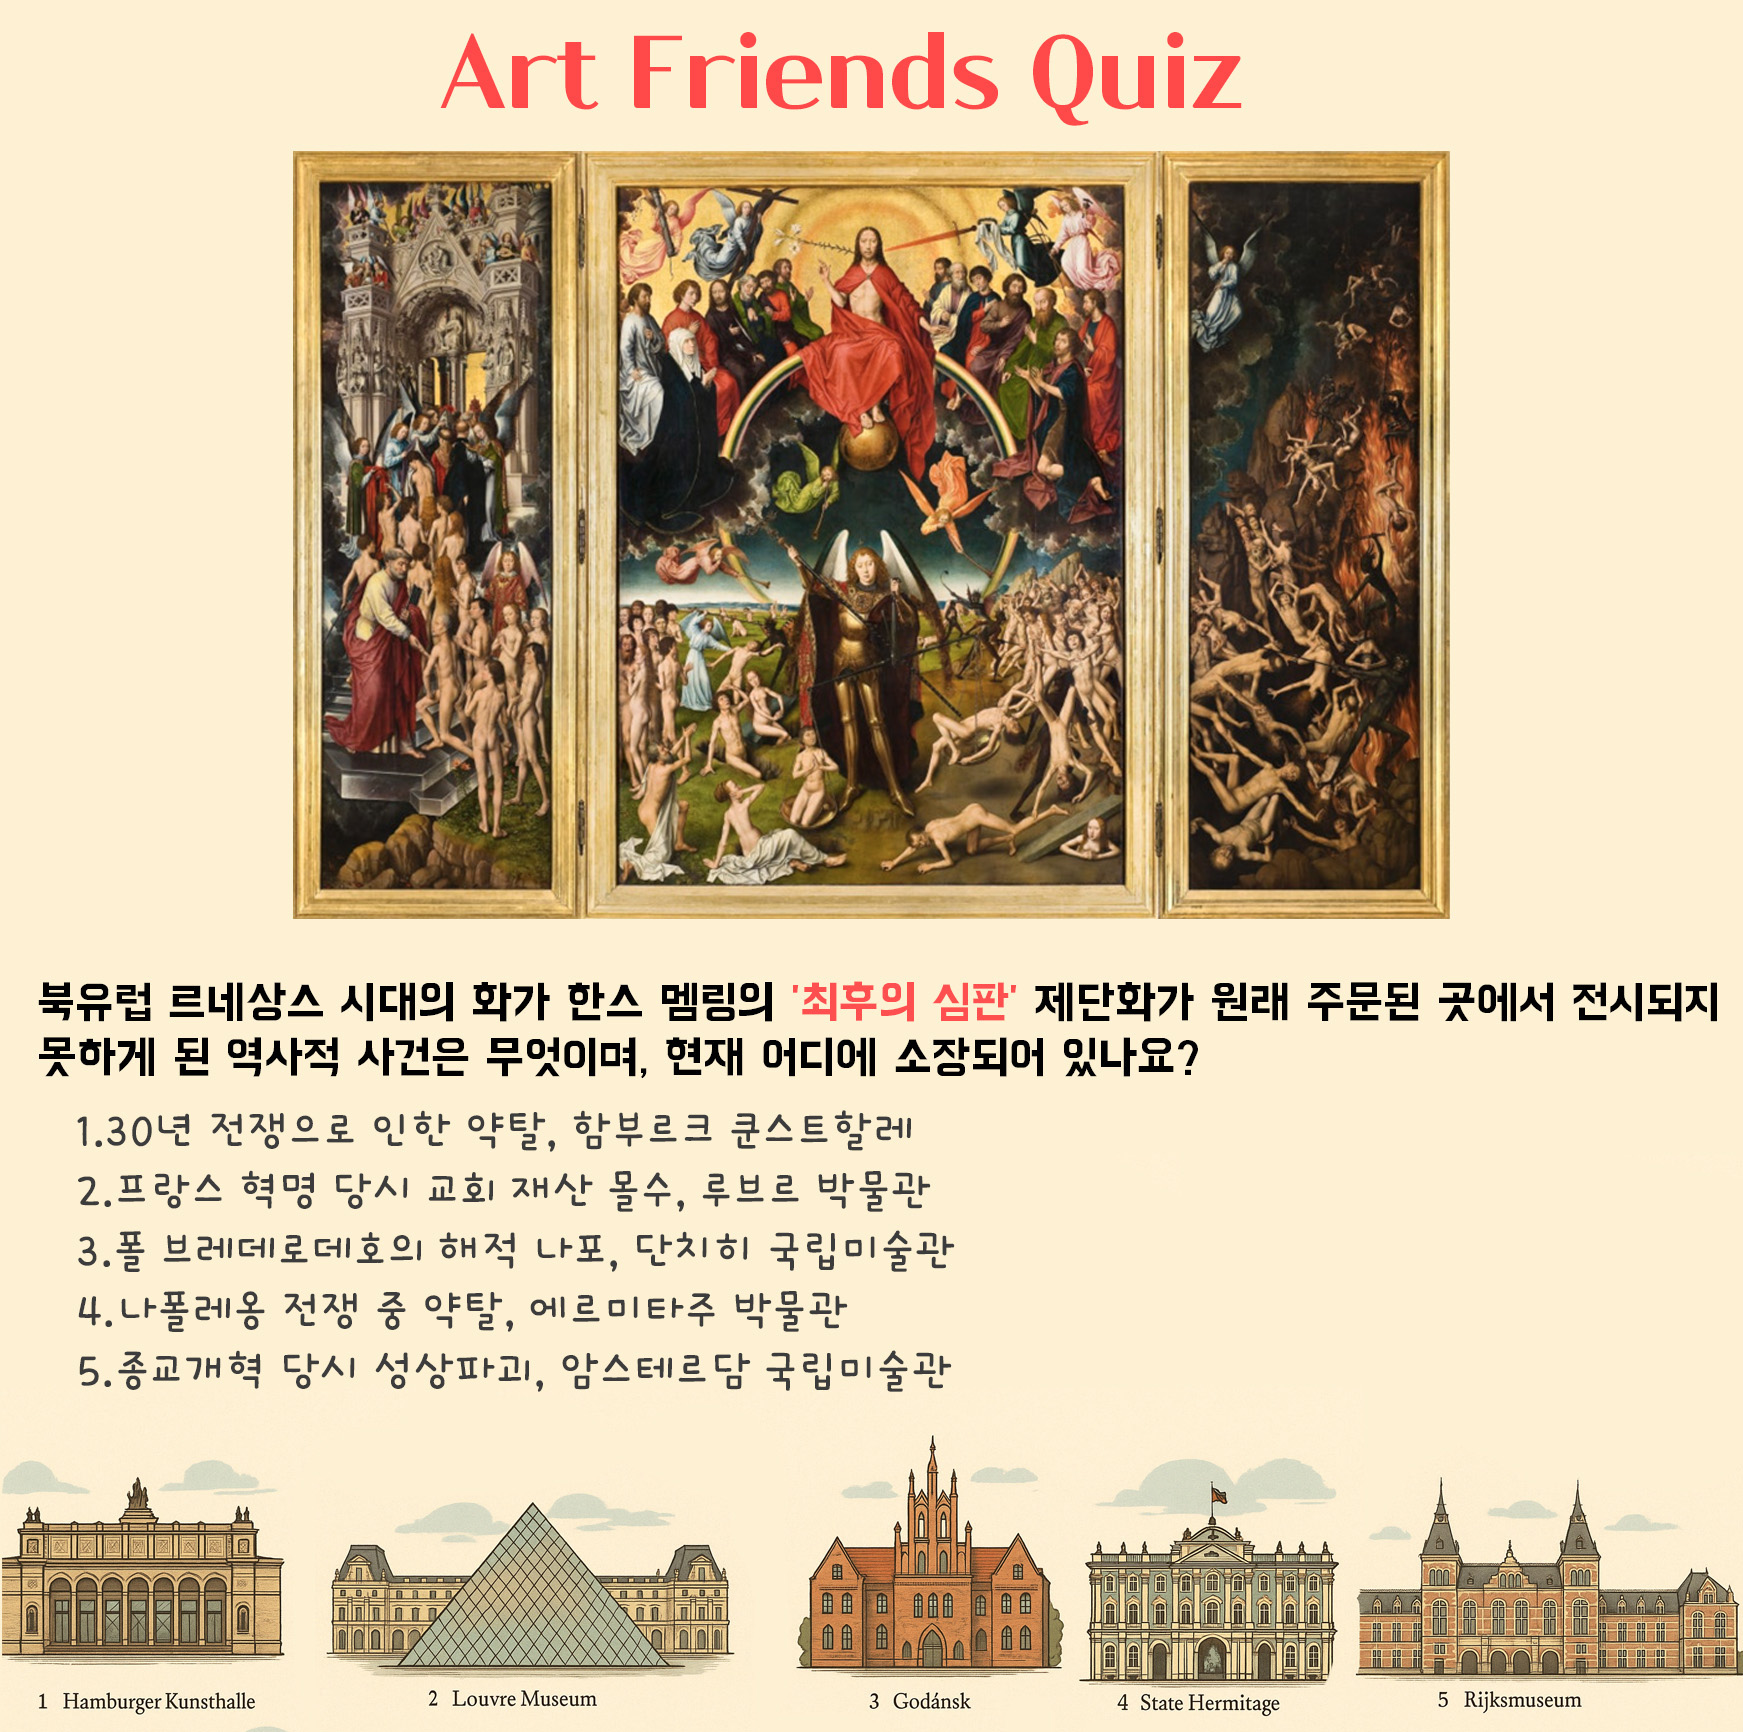 Art Friends Quiz
북유럽 르네상스 시대의 화가 한스 멤링의 '최후의 심판' 제단화가 원래 주문된 곳에서 전시되지
못하게 된 역사적 사건은 무엇이며, 현재 어디에 소장되어 있나요?
1.30년 전쟁으로 인한 약탈, 함부르크 쿤스트할레
2.프랑스 혁명 당시 교회 재산 몰수, 루브르 박물관
3.폴 브레데로데호의 해적 나포, 단치히 국립미술관
4.나폴레옹 전쟁 중 약탈, 에르미타주 박물관
5.종교개혁 당시 성상파괴, 암스테르담 국립미술관
1 Hamburger Kunsthalle
2 Louvre Museum
3 Godánsk
4 State Hermitage
5 Rijksmuseum